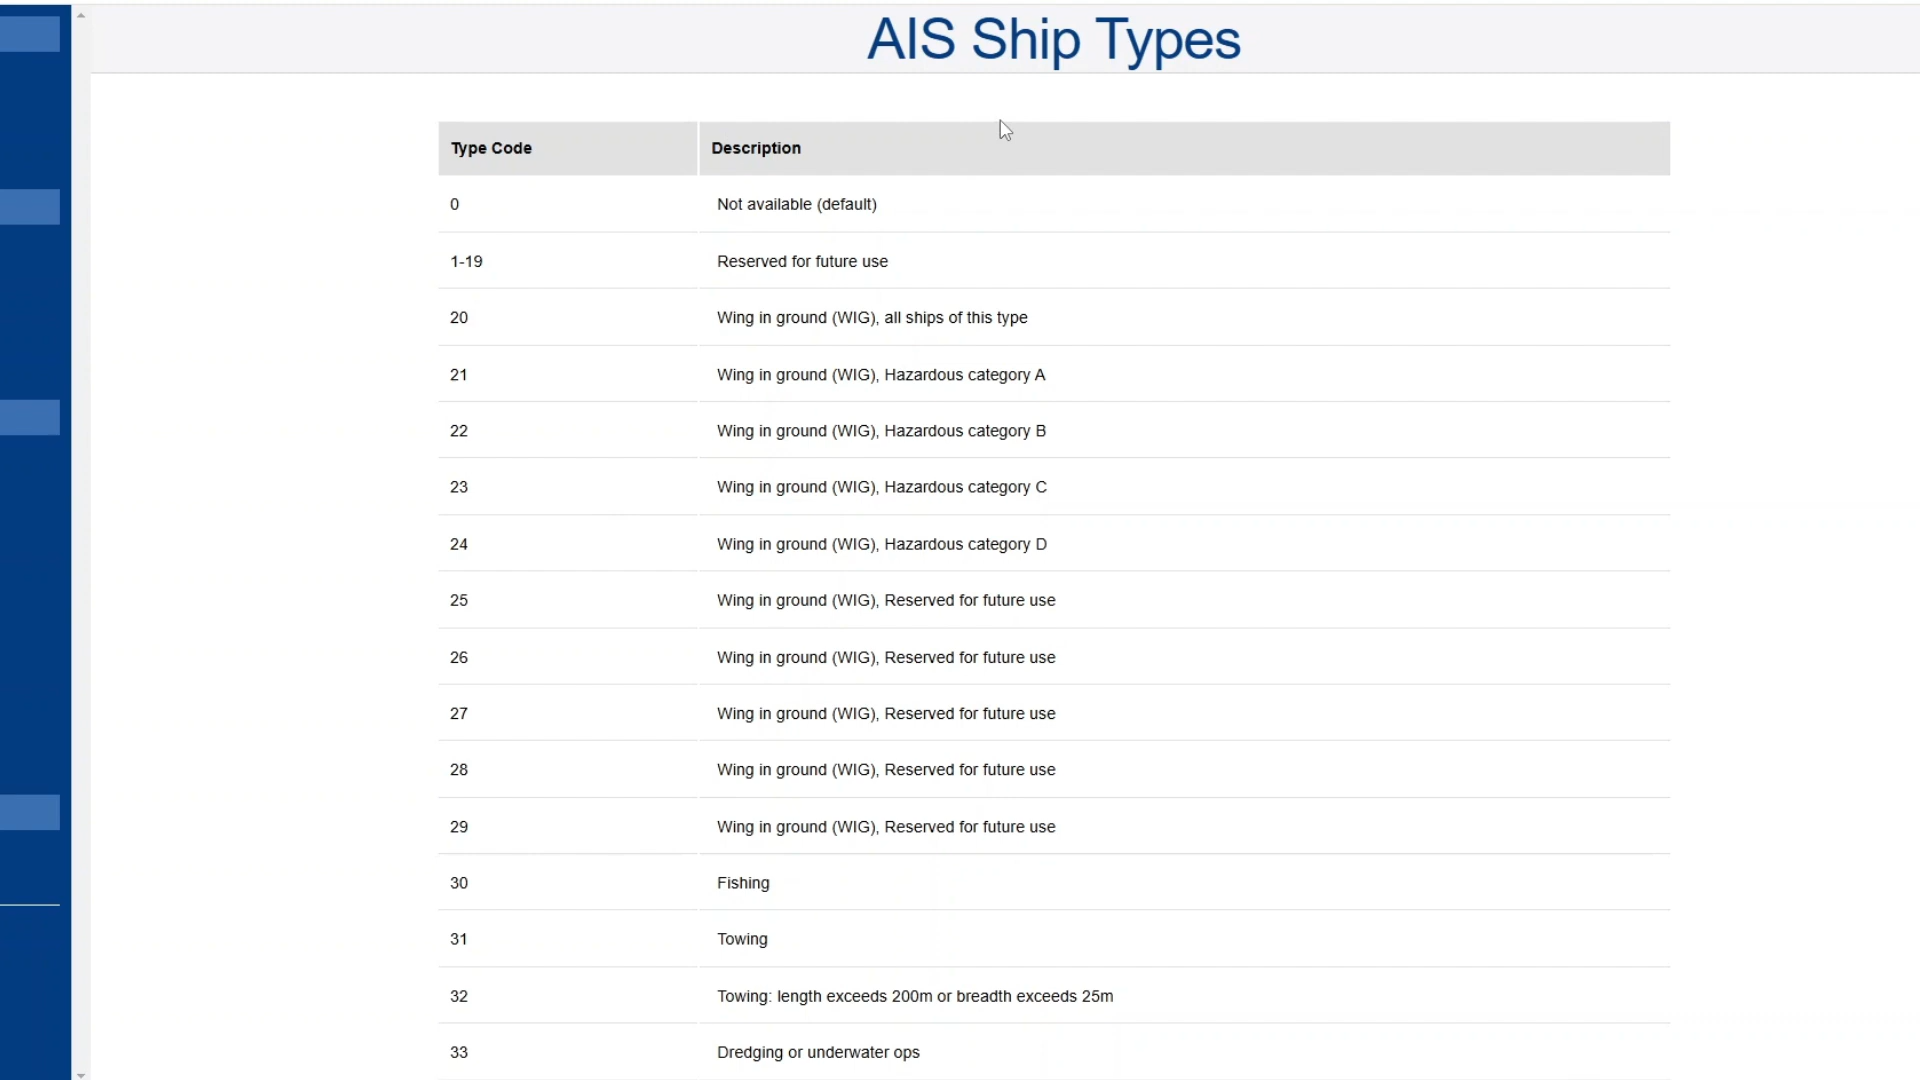 AIS Ship Types
Type Code Description
0 Not available (default)
1-19 Reserved for future use
20 Wing in ground (WIG), all ships of this type
21 Wing in ground (WIG), Hazardous category A
22 Wing in ground (WIG), Hazardous category B
23 Wing in ground (WIG), Hazardous category C
24 Wing in ground (WIG), Hazardous category D
25 Wing in ground (WIG), Reserved for future use
26 Wing in ground (WIG), Reserved for future use
27 Wing in ground (WIG), Reserved for future use
28 Wing in ground (WIG), Reserved for future use
29 Wing in ground (WIG), Reserved for future use
30 Fishing
31 Towing
32 Towing: length exceeds 200m or breadth exceeds 25m
33 Dredging or underwater ops